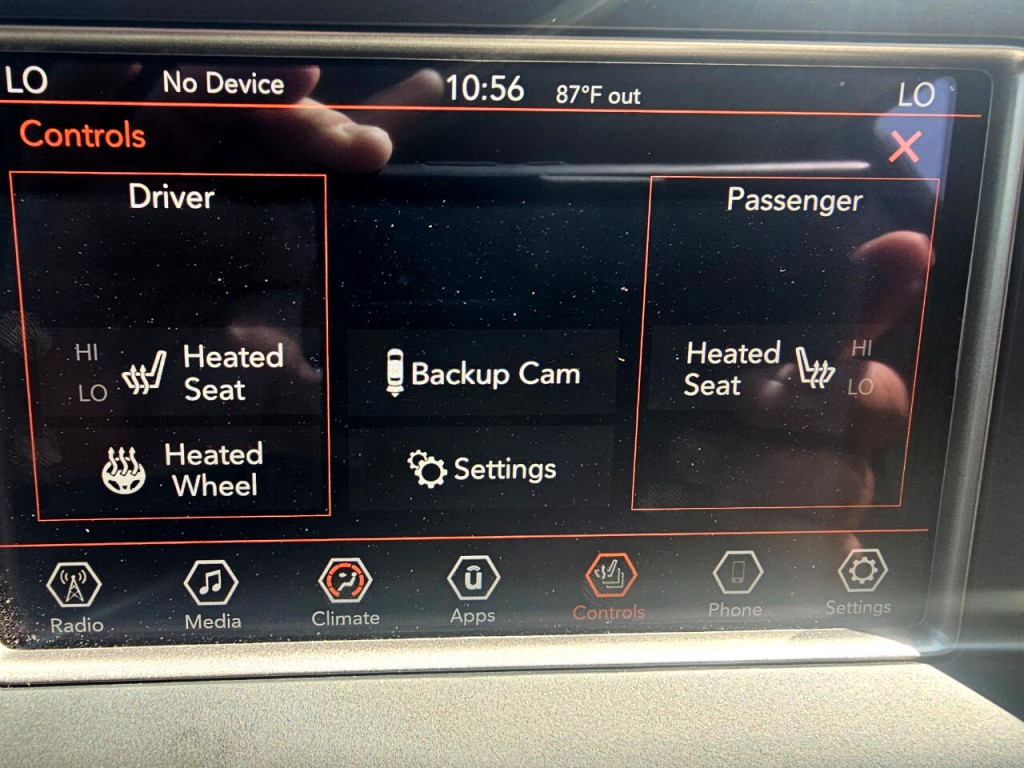 LO No Device 10:56 87°F out LO
Controls
Driver
Passenger
HI
LO
Heated
Seat
Backup Cam
Heated
Seat
HI
LO
Heated
Wheel
Settings
Radio
Media
Climate
Apps
Controls
Phone
Settings